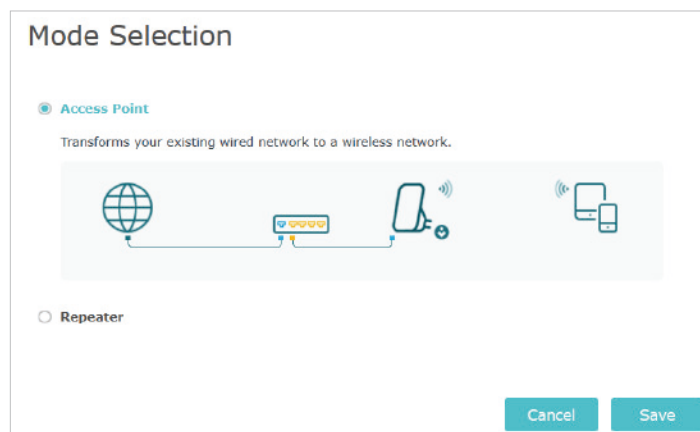 Mode Selection
Access Point
Transforms your existing wired network to a wireless network.
Repeater
Cancel Save